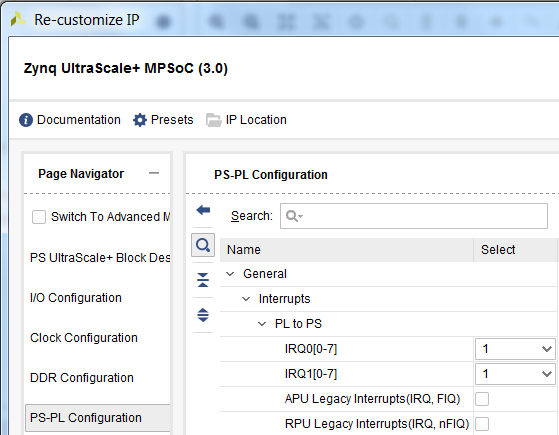 Re-customize IP
Zynq UltraScale+ MPSoC (3.0)
Documentation Presets IP Location
Page Navigator
Switch To Advanced M
PS UltraScale+ Block Des
I/O Configuration
Clock Configuration
DDR Configuration
PS-PL Configuration
PS-PL Configuration
Search:
Name Select
General
Interrupts
PL to PS
IRQ0[0-7] 1
IRQ1[0-7] 1
APU Legacy Interrupts(IRQ, FIQ)
RPU Legacy Interrupts(IRQ, nFIQ)